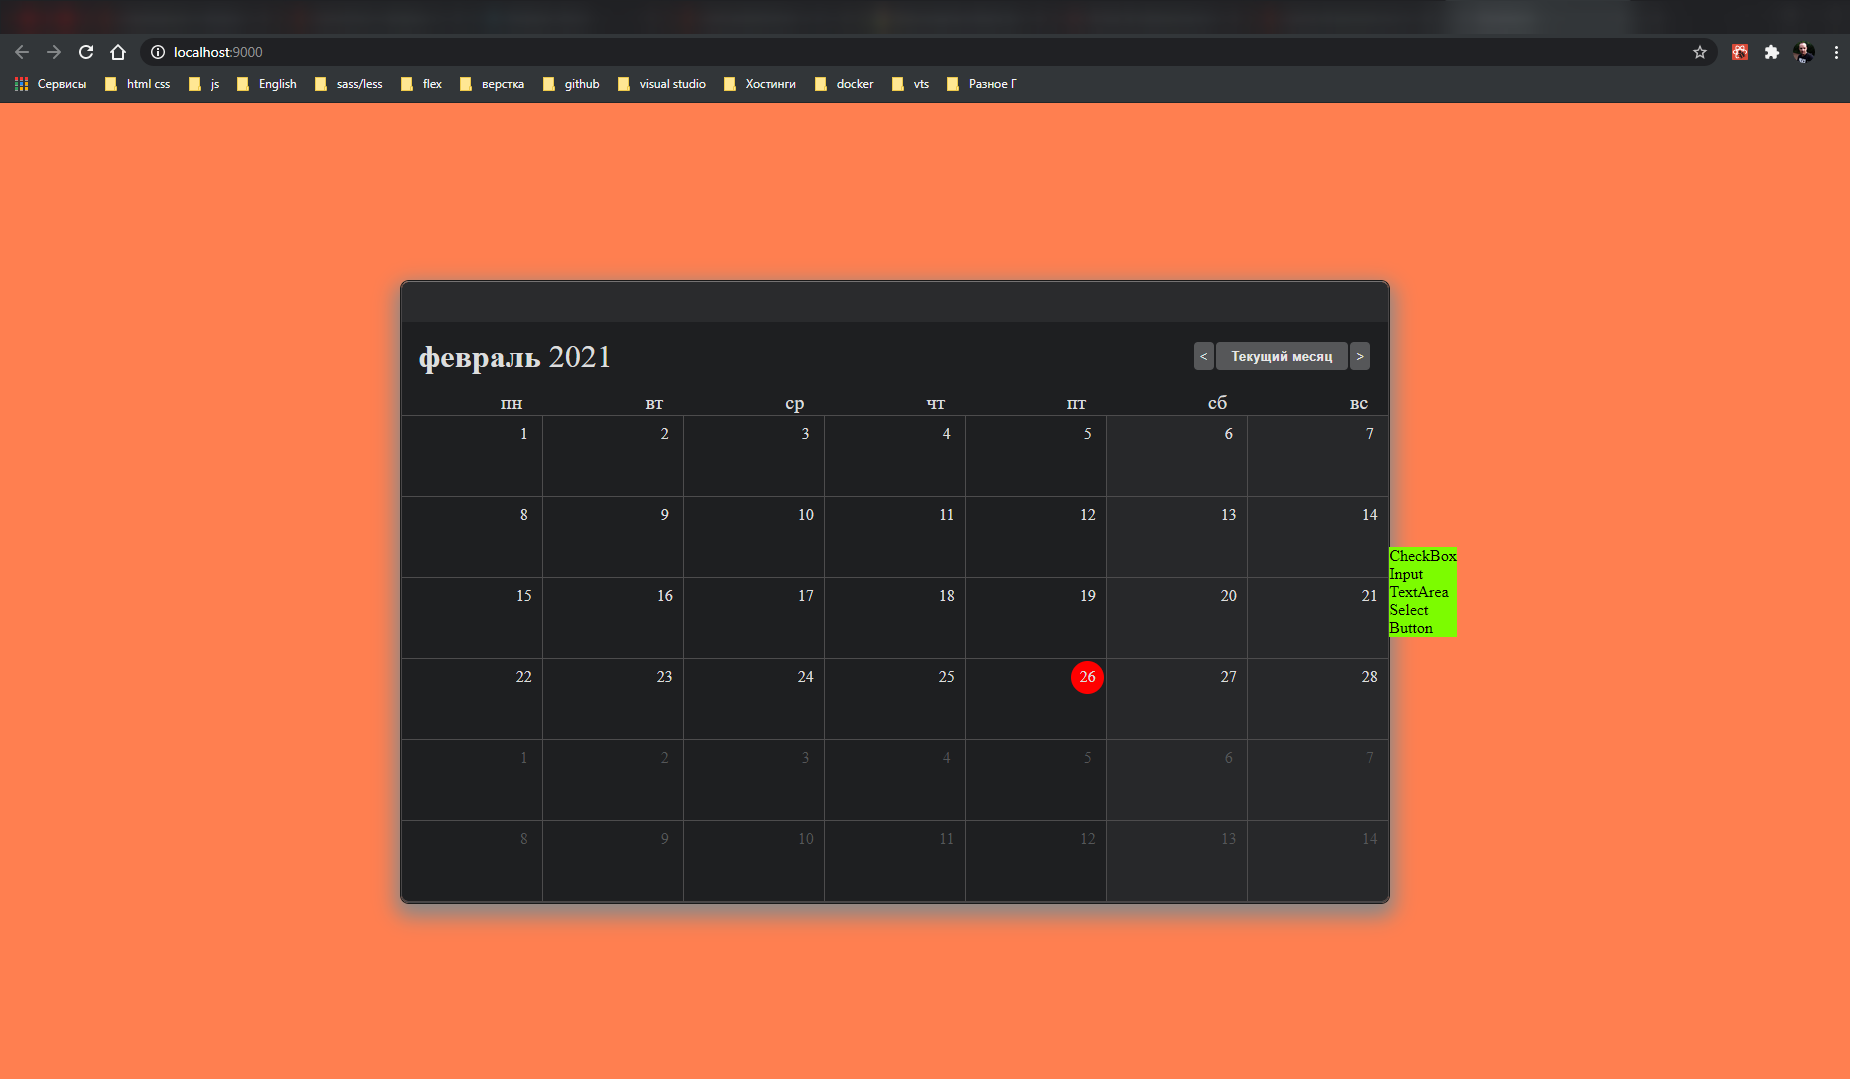 localhost:9000
Сервисы html css js English sass/less flex верстка github visual studio Хостинги docker vts Разное Г
февраль 2021 < Текущий месяц >
пн вт ср чт пт сб вс
1 2 3 4 5 6 7
8 9 10 11 12 13 14
15 16 17 18 19 20 21
22 23 24 25 26 27 28
1 2 3 4 5 6 7
8 9 10 11 12 13 14
CheckBox
Input
TextArea
Select
Button